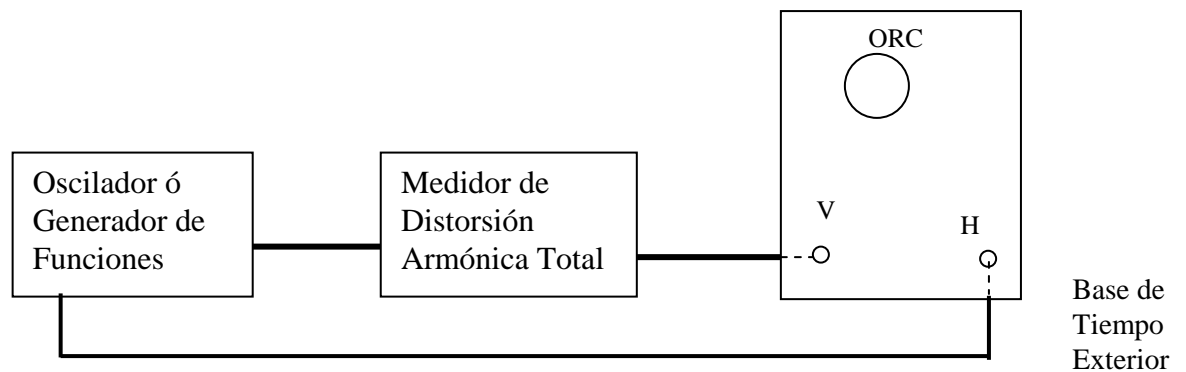 ORC
Oscilador ó
Generador de
Funciones
Medidor de
Distorsión
Armónica Total
V
H
Base de
Tiempo
Exterior